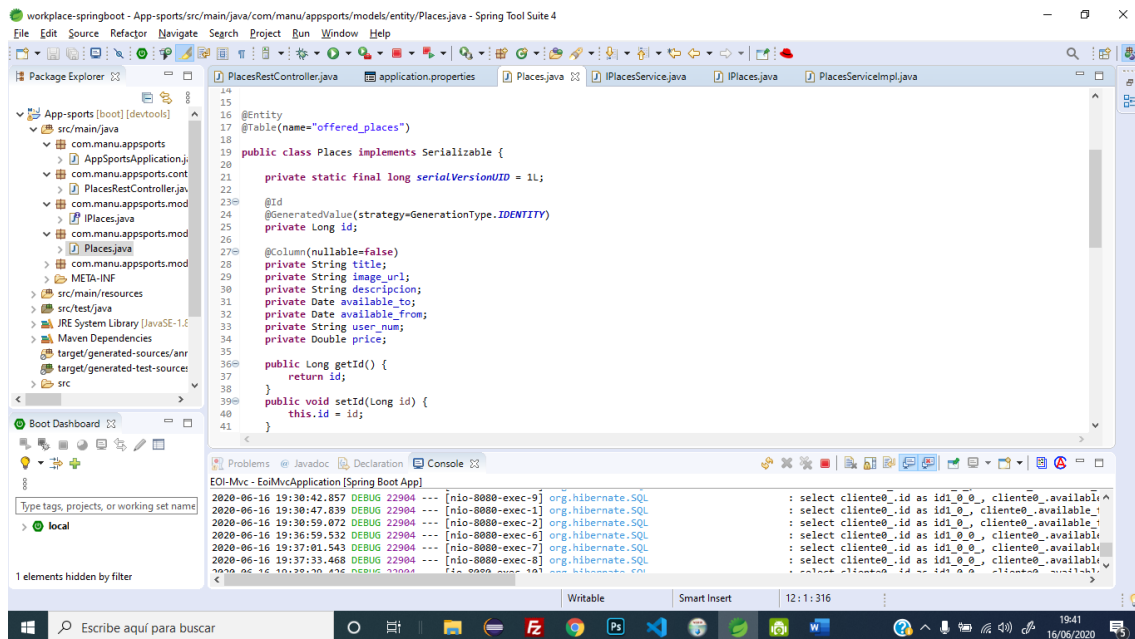 workplace-springboot - App-sports/src/main/java/com/manu/appsports/models/entity/Places.java - Spring Tool Suite 4
File Edit Source Refactor Navigate Search Project Run Window Help
Package Explorer
PlacesRestController.java application.properties Places.java IPlacesService.java IPlaces.java PlacesServiceImpl.java
App-sports [boot] [devtools]
src/main/java
com.manu.appsports
AppSportsApplication.ja
com.manu.appsports.cont
PlacesRestController.jav
com.manu.appsports.mod
IPlaces.java
com.manu.appsports.mod
Places.java
com.manu.appsports.mod
META-INF
src/main/resources
src/test/java
JRE System Library [JavaSE-1.8
Maven Dependencies
target/generated-sources/anr
target/generated-test-sources
src
14
15
16 @Entity
17 @Table(name="offered_places")
18
19 public class Places implements Serializable {
20
21 private static final long serialVersionUID = 1L;
22
23 @Id
24 @GeneratedValue(strategy=GenerationType.IDENTITY)
25 private Long id;
26
27 @Column(nullable=false)
28 private String title;
29 private String image_url;
30 private String descripcion;
31 private Date available_to;
32 private Date available_from;
33 private String user_num;
34 private Double price;
35
36 public Long getId() {
37 return id;
38 }
39 public void setId(Long id) {
40 this.id = id;
41 }
Boot Dashboard
Type tags, projects, or working set name
local
1 elements hidden by filter
Problems Javadoc Declaration Console
EOI-Mvc - EoiMvcApplication [Spring Boot App]
2020-06-16 19:30:42.857 DEBUG 22904 --- [nio-8080-exec-9] org.hibernate.SQL : select cliente0_.id as id1_0_0_, cliente0_.available
2020-06-16 19:30:47.839 DEBUG 22904 --- [nio-8080-exec-1] org.hibernate.SQL : select cliente0_.id as id1_0_, cliente0_.available_t
2020-06-16 19:30:59.072 DEBUG 22904 --- [nio-8080-exec-2] org.hibernate.SQL : select cliente0_.id as id1_0_, cliente0_.available_t
2020-06-16 19:36:59.532 DEBUG 22904 --- [nio-8080-exec-6] org.hibernate.SQL : select cliente0_.id as id1_0_0_, cliente0_.available
2020-06-16 19:37:01.543 DEBUG 22904 --- [nio-8080-exec-7] org.hibernate.SQL : select cliente0_.id as id1_0_0_, cliente0_.available
2020-06-16 19:37:33.468 DEBUG 22904 --- [nio-8080-exec-8] org.hibernate.SQL : select cliente0_.id as id1_0_0_, cliente0_.available
Writable Smart Insert 12 : 1 : 316
Escribe aquí para buscar
19:41
16/06/2020